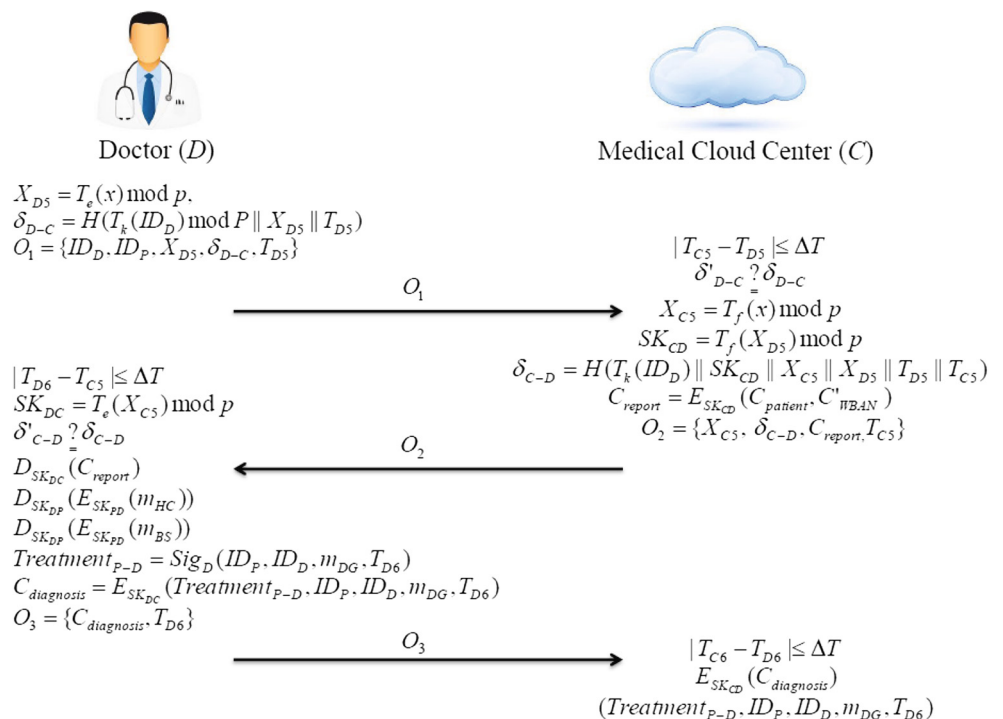 Doctor (D)
Medical Cloud Center (C)
X_{D5} = T_e(x) mod p,
δ_{D-C} = H(T_k(ID_D) mod P || X_{D5} || T_{D5})
O_1 = {ID_D, ID_P, X_{D5}, δ_{D-C}, T_{D5}}
O_1
| T_{C5} - T_{D5} | ≤ ΔT
δ'_{D-C} ?= δ_{D-C}
X_{C5} = T_f(x) mod p
SK_{CD} = T_f(X_{D5}) mod p
δ_{C-D} = H(T_k(ID_D) || SK_{CD} || X_{C5} || X_{D5} || T_{D5} || T_{C5})
C_{report} = E_{SK_{CD}}(C_{patient}, C'_{WBAN})
O_2 = {X_{C5}, δ_{C-D}, C_{report}, T_{C5}}
O_2
| T_{D6} - T_{C5} | ≤ ΔT
SK_{DC} = T_e(X_{C5}) mod p
δ'_{C-D} ?= δ_{C-D}
D_{SK_{DC}}(C_{report})
D_{SK_{DP}}(E_{SK_{PD}}(m_{HC}))
D_{SK_{DP}}(E_{SK_{PD}}(m_{BS}))
Treatment_{P-D} = Sig_D(ID_P, ID_D, m_{DG}, T_{D6})
C_{diagnosis} = E_{SK_{DC}}(Treatment_{P-D}, ID_P, ID_D, m_{DG}, T_{D6})
O_3 = {C_{diagnosis}, T_{D6}}
O_3
| T_{C6} - T_{D6} | ≤ ΔT
E_{SK_{CD}}(C_{diagnosis})
(Treatment_{P-D}, ID_P, ID_D, m_{DG}, T_{D6})